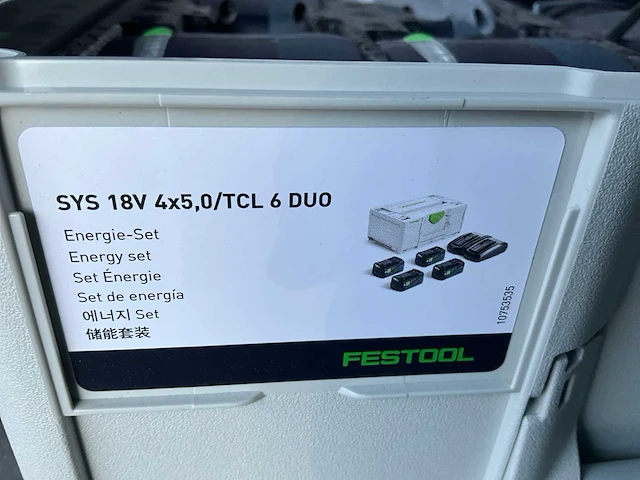 SYS 18V 4x5,0/TCL 6 DUO
Energie-Set
Energy set
Set Énergie
Set de energía
에너지 Set
储能套装
10753535
FESTOOL